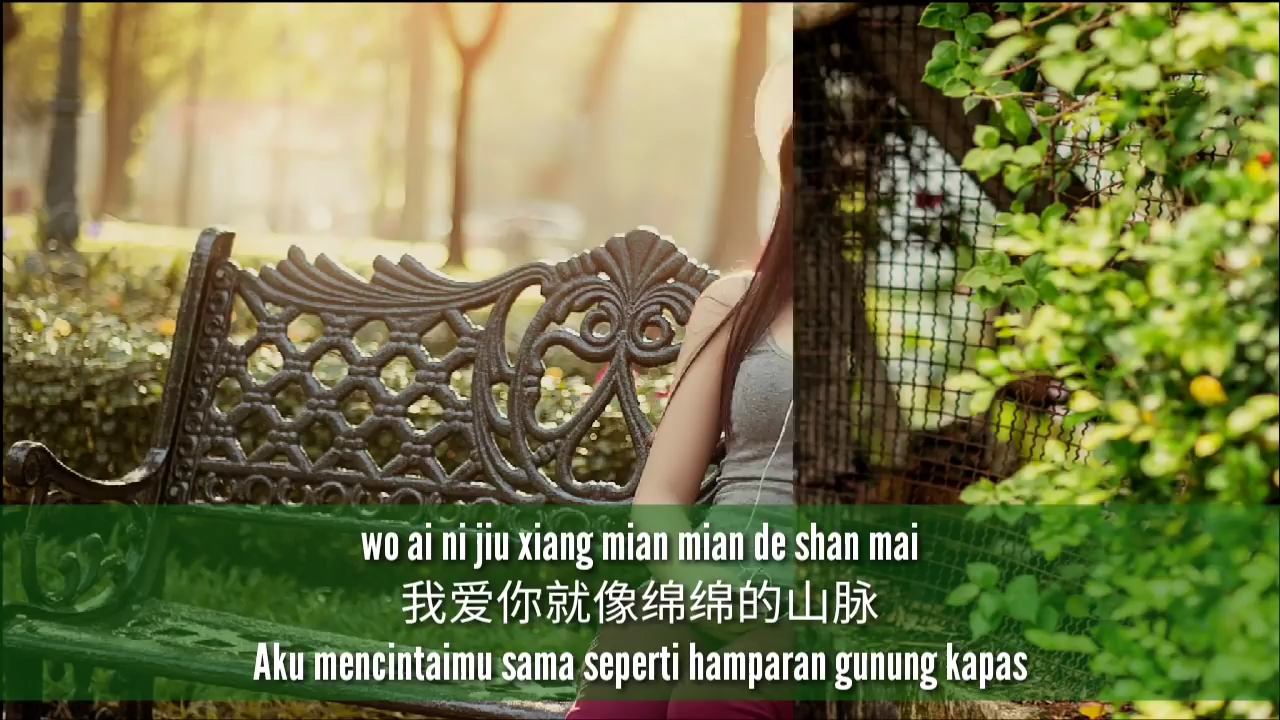 wo ai ni jiu xiang mian mian de shan mai
我爱你就像绵绵的山脉
Aku mencintaimu sama seperti hamparan gunung kapas